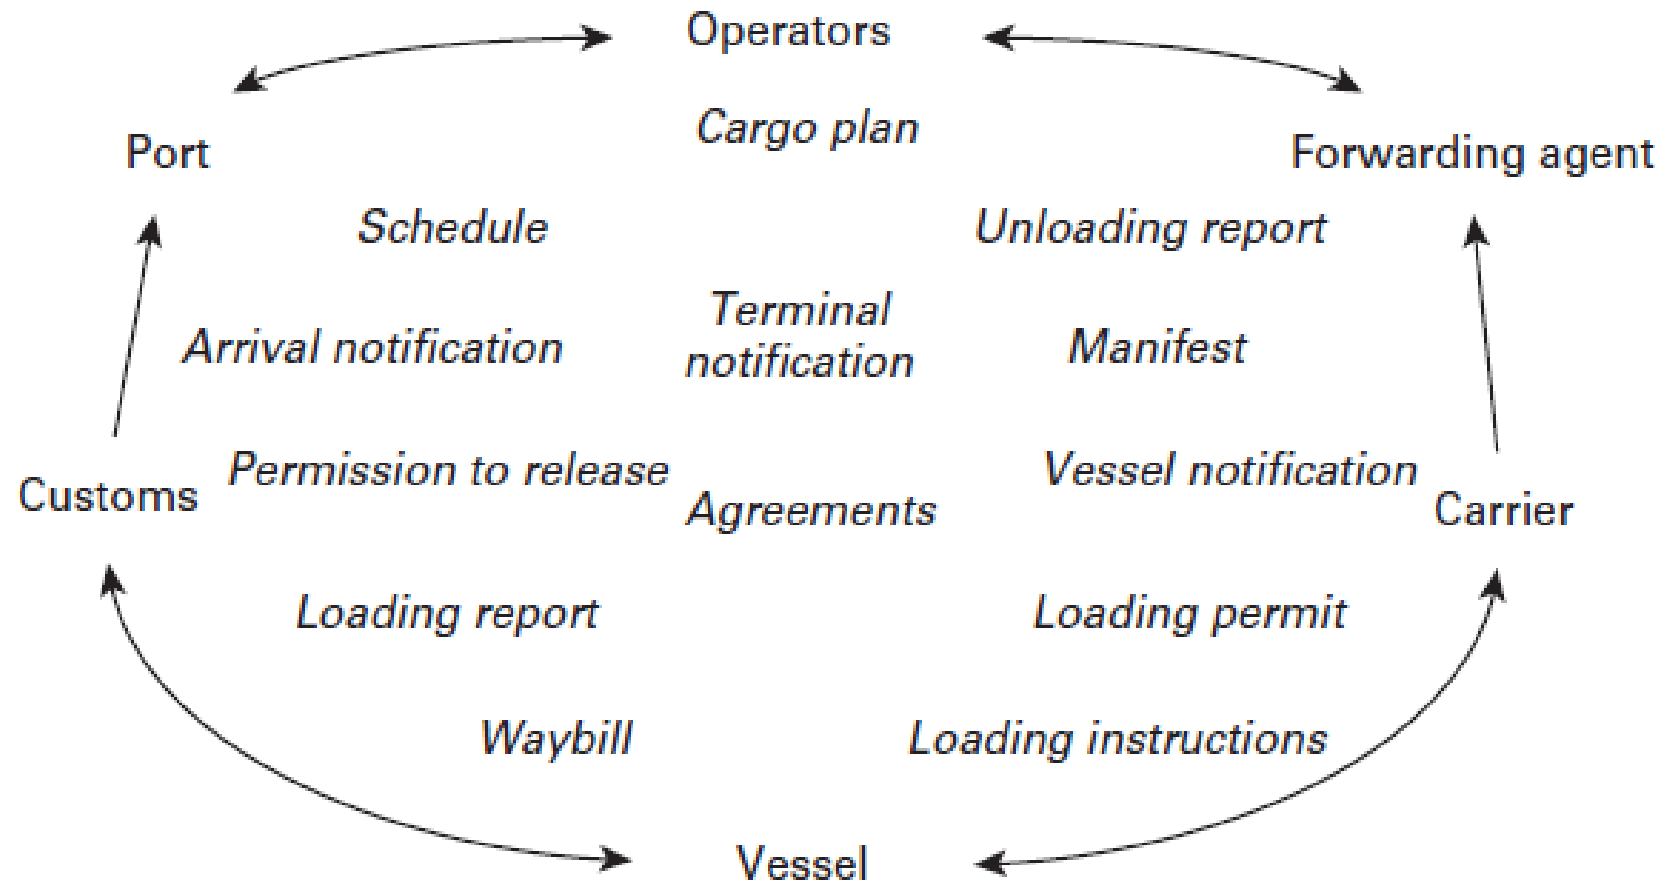 Operators
Cargo plan
Port
Forwarding agent
Schedule
Unloading report
Terminal
notification
Arrival notification
Manifest
Permission to release
Vessel notification
Customs
Agreements
Carrier
Loading report
Loading permit
Waybill
Loading instructions
Vessel